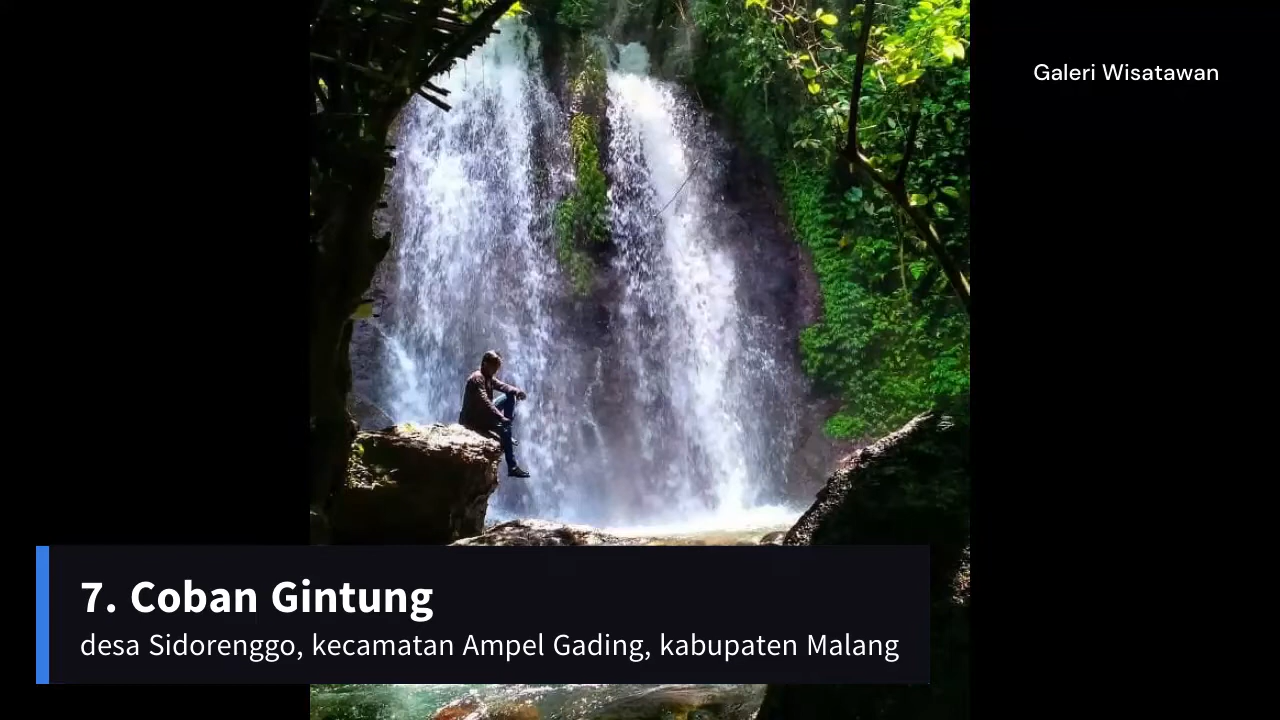 Galeri Wisatawan
7. Coban Gintung
desa Sidorenggo, kecamatan Ampel Gading, kabupaten Malang